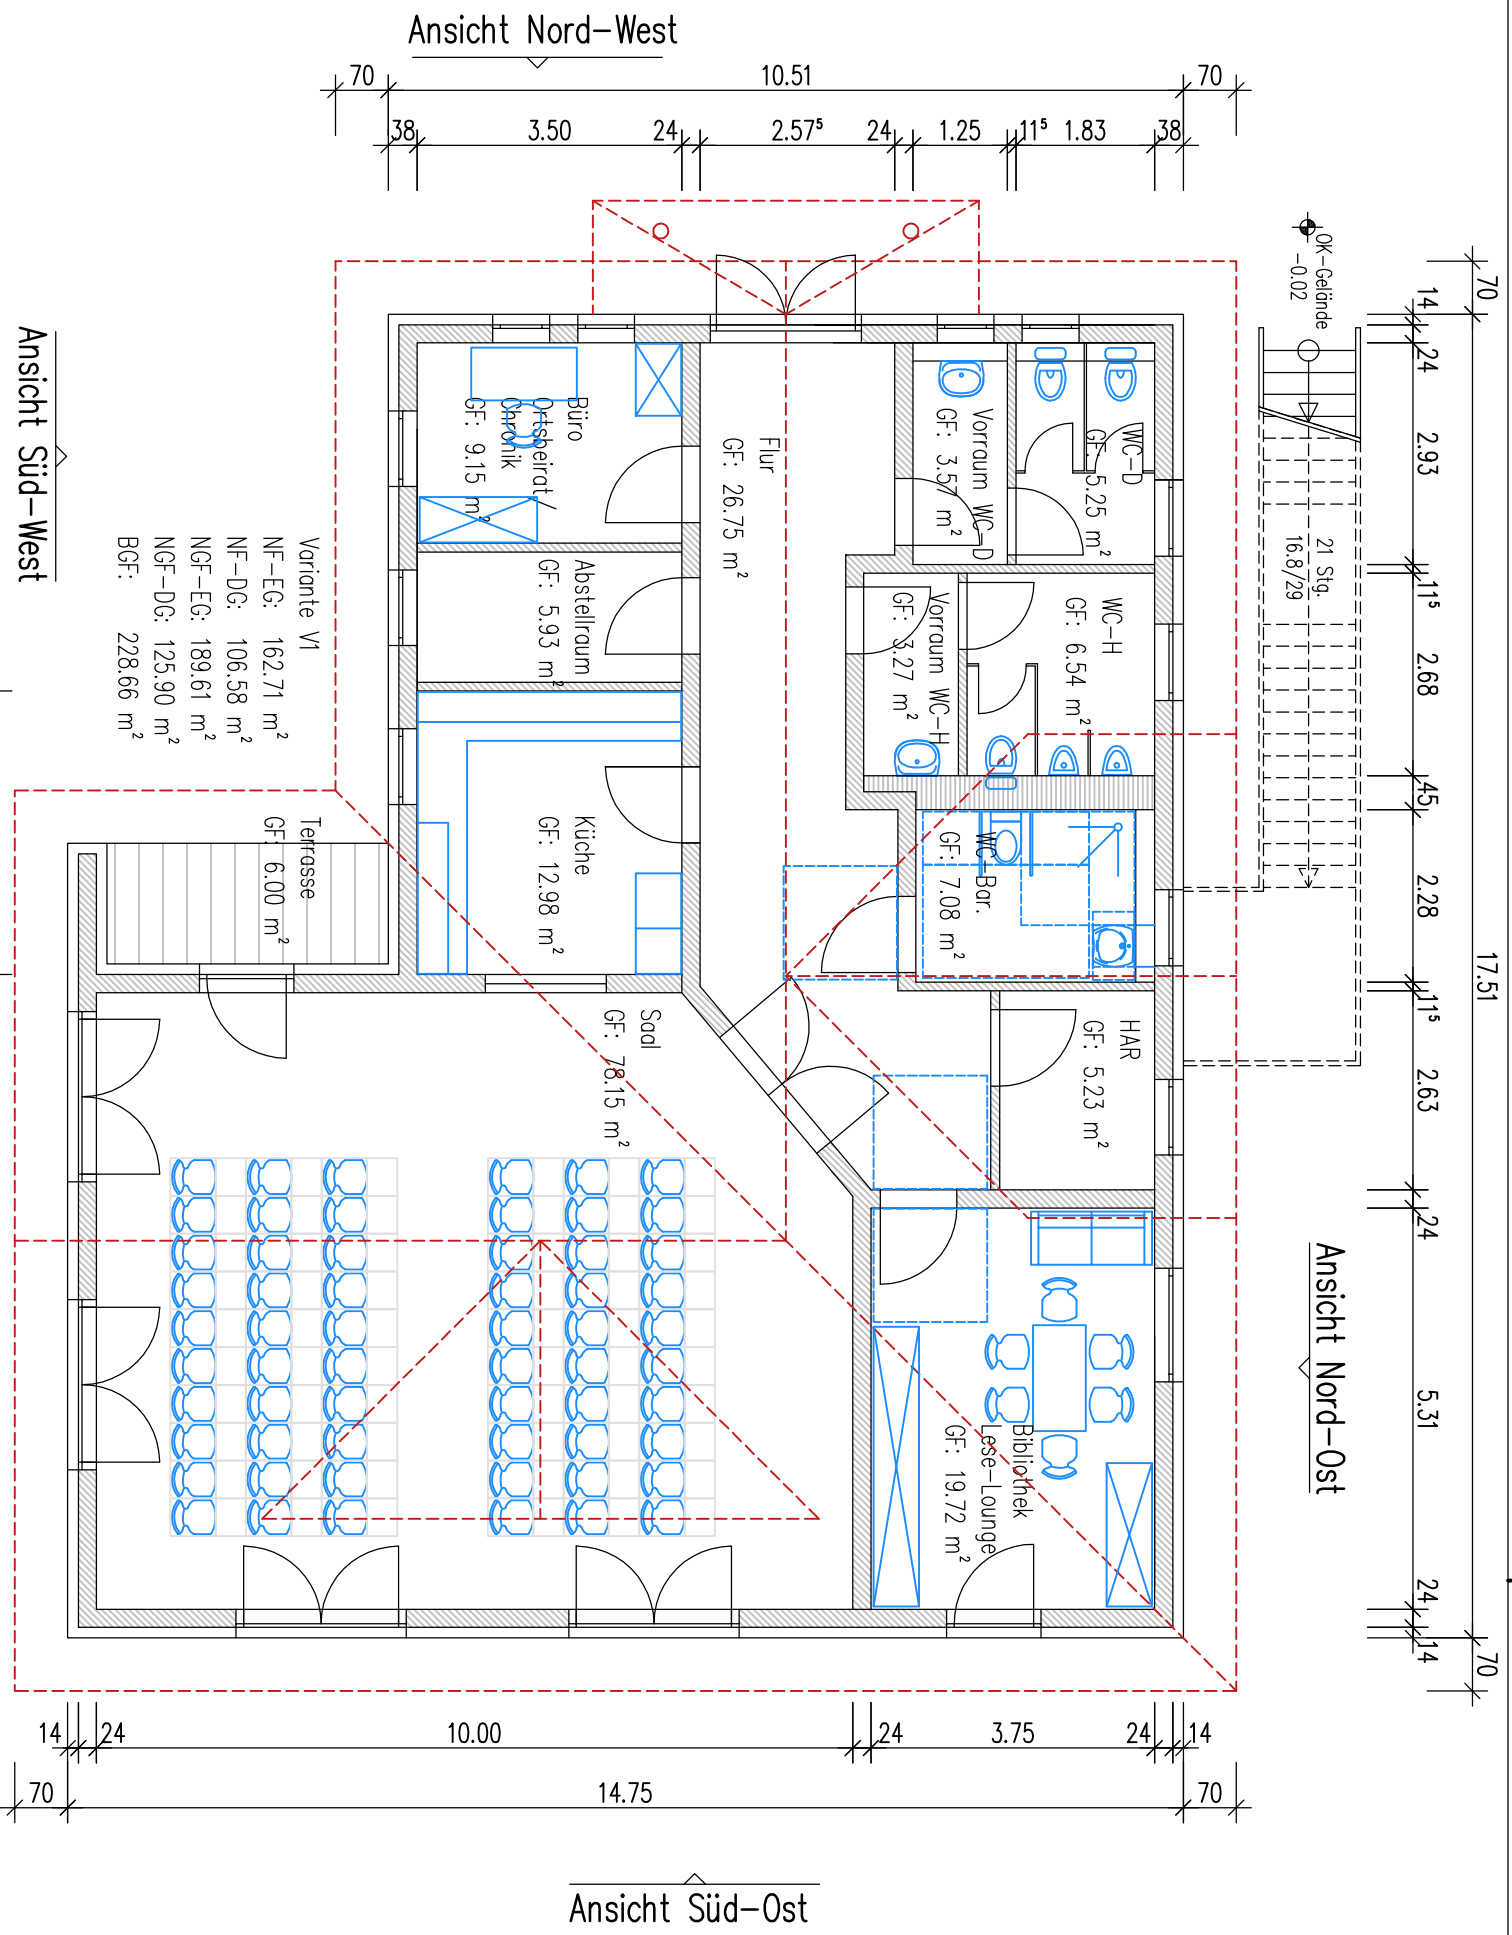 Ansicht Nord-West
70
10.51
70
38
3.50
24
2.57⁵
24
1.25
11⁵
1.83
38
OK-Gelände
-0.02
21 Stg.
16.8/29
70
17.51
70
14
24
2.93
11⁵
2.68
45
2.28
11⁵
2.63
24
5.31
24
14
Ansicht Nord-Ost
Ansicht Süd-West
Büro
Ortsbeirat/
Chronik
GF: 9.15 m²
Flur
GF: 26.75 m²
Vorraum WC-D
GF: 3.57 m²
WC-D
GF: 5.25 m²
Abstellraum
GF: 5.93 m²
Vorraum WC-H
GF: 3.27 m²
WC-H
GF: 6.54 m²
Küche
GF: 12.98 m²
WC-Bar.
GF: 7.08 m²
Terrasse
GF: 6.00 m²
Saal
GF: 78.15 m²
HAR
GF: 5.23 m²
Bibliothek
Lese-Lounge
GF: 19.72 m²
Variante V1
NF-EG: 162.71 m²
NF-DG: 106.58 m²
NGF-EG: 189.61 m²
NGF-DG: 125.90 m²
BGF: 228.66 m²
14
24
10.00
24
3.75
24
14
70
14.75
70
Ansicht Süd-Ost